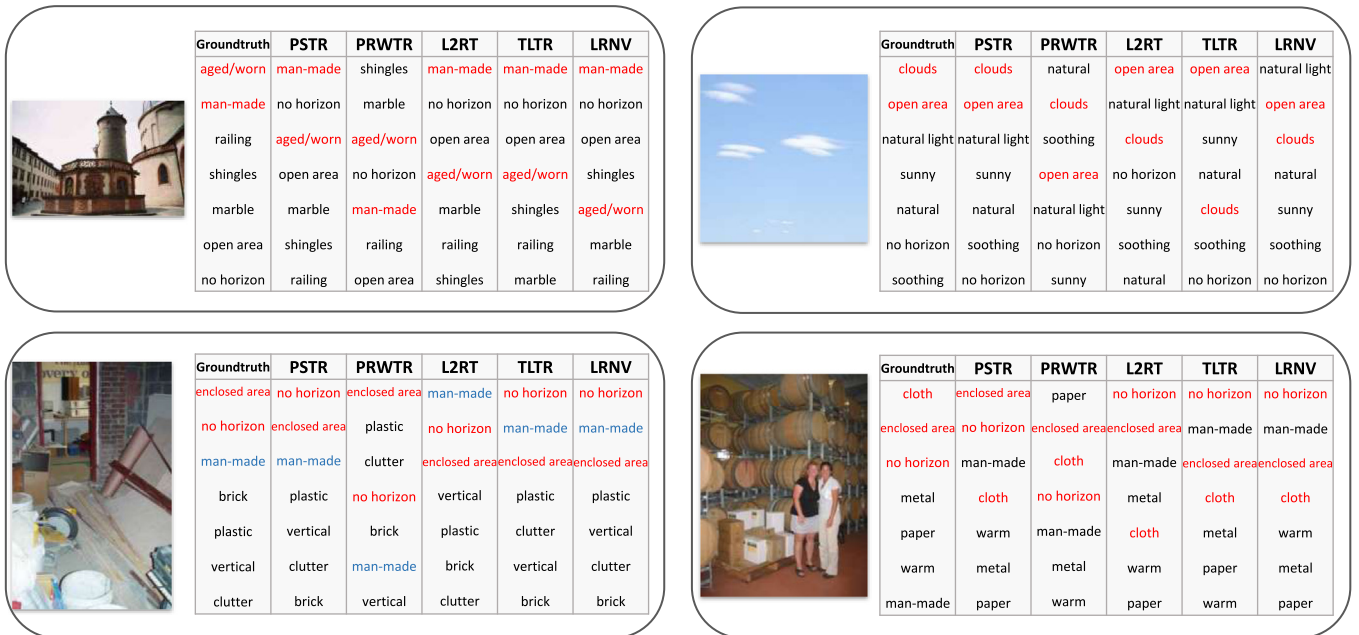 Groundtruth PSTR PRWTR L2RT TLTR LRNV
aged/worn man-made shingles man-made man-made man-made
man-made no horizon marble no horizon no horizon no horizon
railing aged/worn aged/worn open area open area open area
shingles open area no horizon aged/worn aged/worn shingles
marble marble man-made marble shingles aged/worn
open area shingles railing railing railing marble
no horizon railing open area shingles marble railing
Groundtruth PSTR PRWTR L2RT TLTR LRNV
clouds clouds natural open area open area natural light
open area open area clouds natural light natural light open area
natural light natural light soothing clouds sunny clouds
sunny sunny open area no horizon natural natural
natural natural natural light sunny clouds sunny
no horizon soothing no horizon soothing soothing soothing
soothing no horizon sunny natural no horizon no horizon
Groundtruth PSTR PRWTR L2RT TLTR LRNV
enclosed area no horizon enclosed area man-made no horizon no horizon
no horizon enclosed area plastic no horizon man-made man-made
man-made man-made clutter enclosed area enclosed area enclosed area
brick plastic no horizon vertical plastic plastic
plastic vertical brick plastic clutter vertical
vertical clutter man-made brick vertical clutter
clutter brick vertical clutter brick brick
Groundtruth PSTR PRWTR L2RT TLTR LRNV
cloth enclosed area paper no horizon no horizon no horizon
enclosed area no horizon enclosed area enclosed area man-made man-made
no horizon man-made cloth man-made enclosed area enclosed area
metal cloth no horizon metal cloth cloth
paper warm man-made cloth metal warm
warm metal metal warm paper metal
man-made paper warm paper warm paper